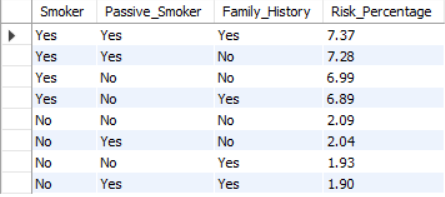 Smoker Passive_Smoker Family_History Risk_Percentage
Yes Yes Yes 7.37
Yes Yes No 7.28
Yes No No 6.99
Yes No Yes 6.89
No No No 2.09
No Yes No 2.04
No No Yes 1.93
No Yes Yes 1.90